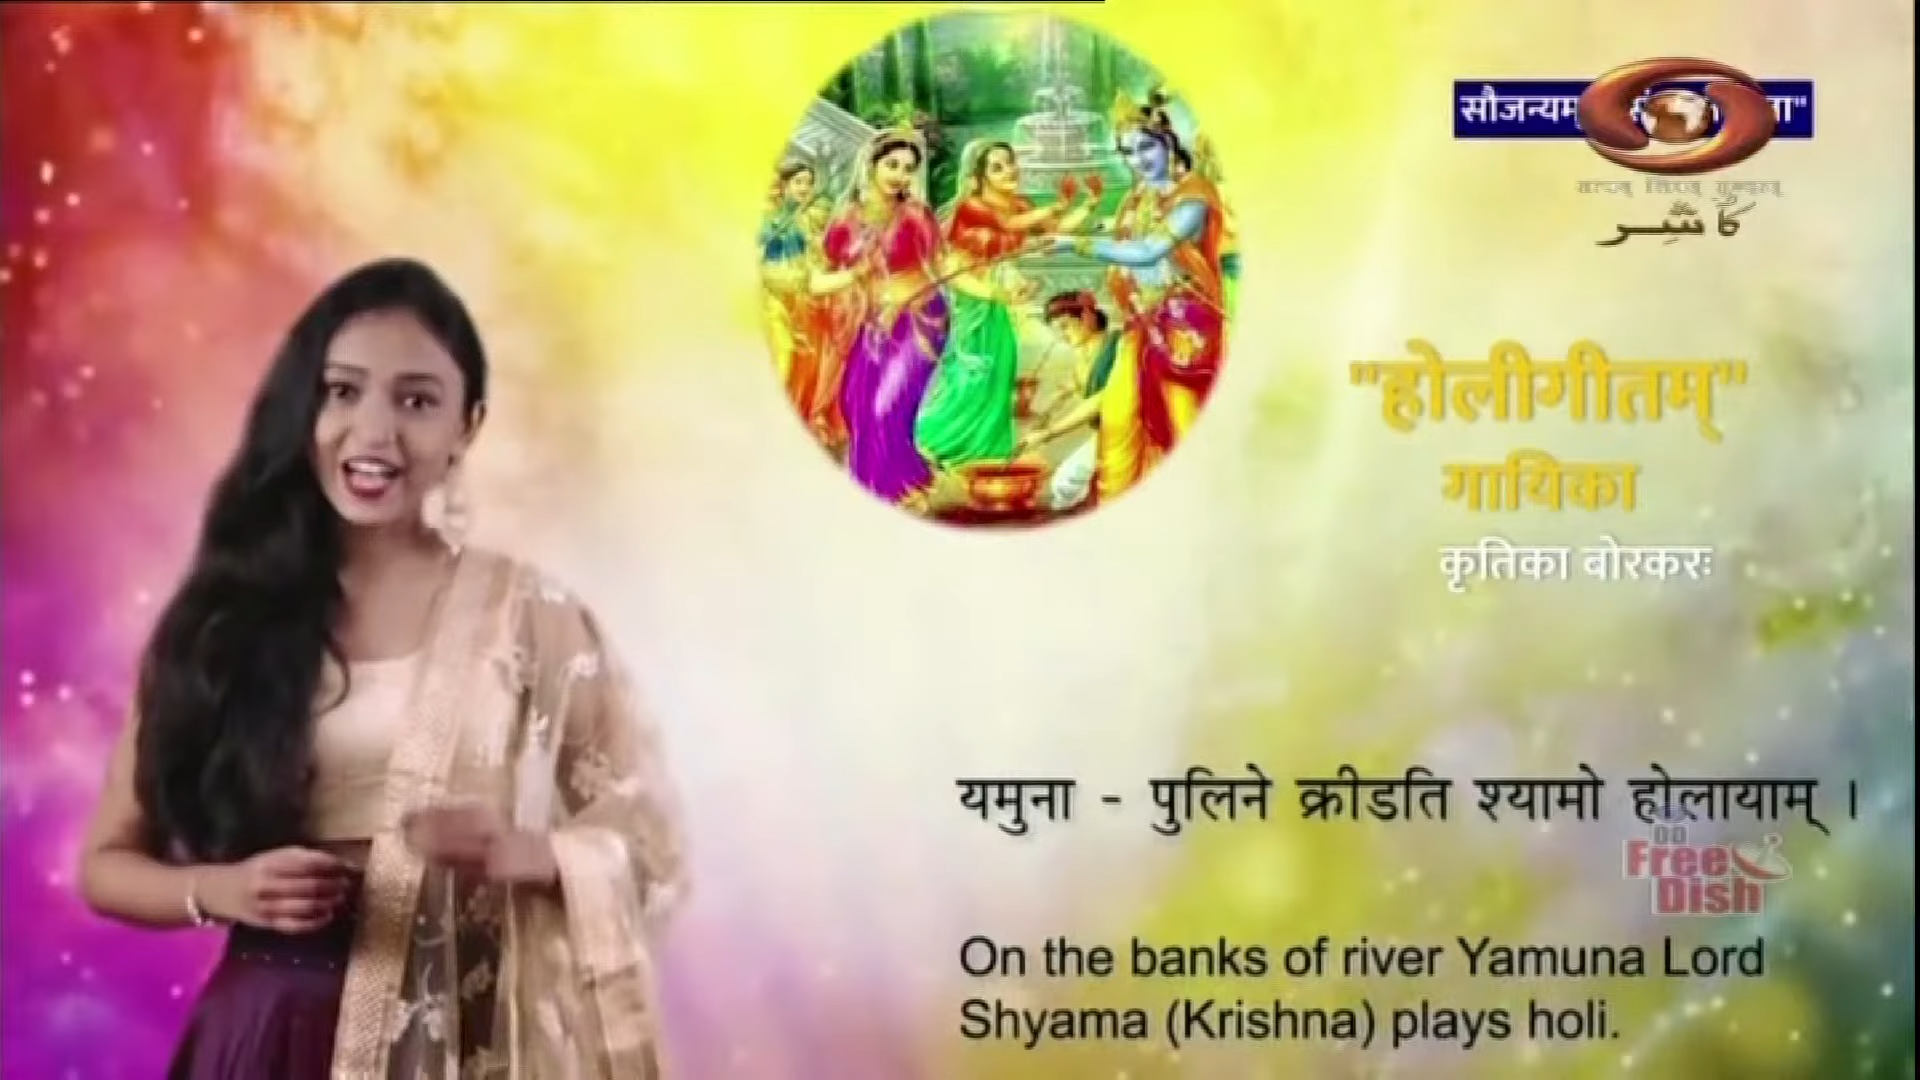 सौजन्यम्
کٲشِر
"होलीगीतम्"
गायिका
कृतिका बोरकरः
यमुना - पुलिने क्रीडति श्यामो होलायाम् ।
Free
Dish
On the banks of river Yamuna Lord
Shyama (Krishna) plays holi.